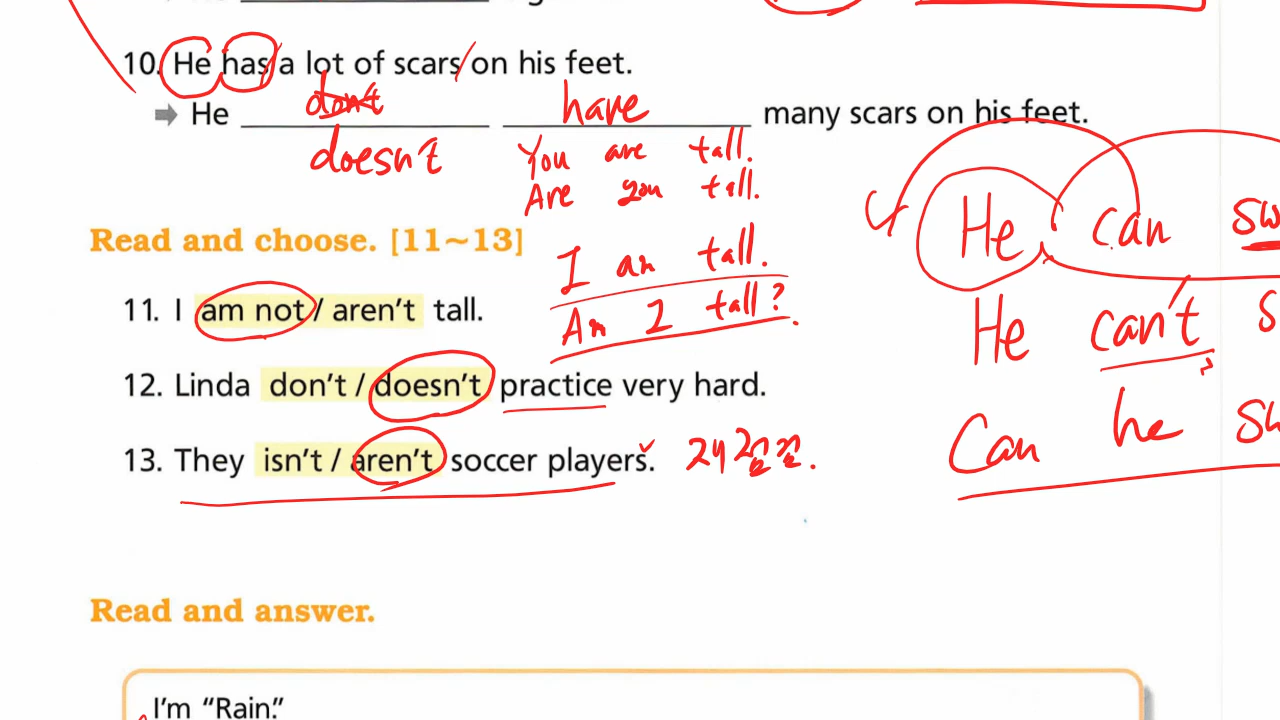 10. He has a lot of scars on his feet.
don't have
➡ He ____________ ____________ many scars on his feet.
doesn't
You are tall.
Are you tall.
He can
Read and choose. [11~13]
I am tall.
11. I am not / aren't tall.
Am I tall?
He can't
12. Linda don't / doesn't practice very hard.
Can he
13. They isn't / aren't soccer players.
Read and answer.
I'm “Rain.”